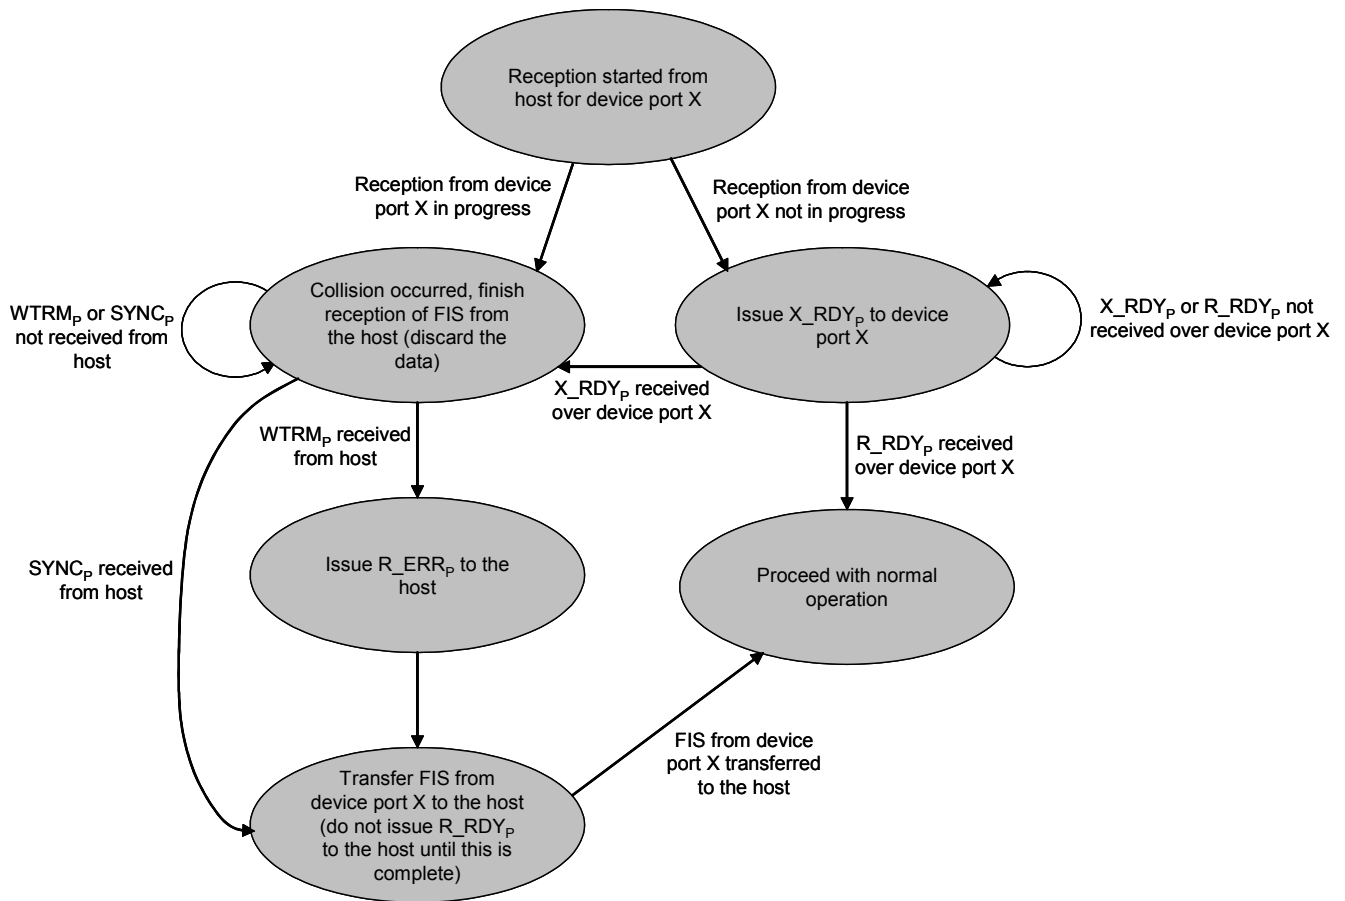 Reception started from
host for device port X
Reception from device
port X in progress
Reception from device
port X not in progress
WTRMP or SYNCP
not received from
host
Collision occurred, finish
reception of FIS from
the host (discard the
data)
Issue X_RDYP to device
port X
X_RDYP or R_RDYP not
received over device port X
X_RDYP received
over device port X
WTRMP received
from host
R_RDYP received
over device port X
SYNCP received
from host
Issue R_ERRP to the
host
Proceed with normal
operation
FIS from device
port X transferred
to the host
Transfer FIS from
device port X to the host
(do not issue R_RDYP
to the host until this is
complete)